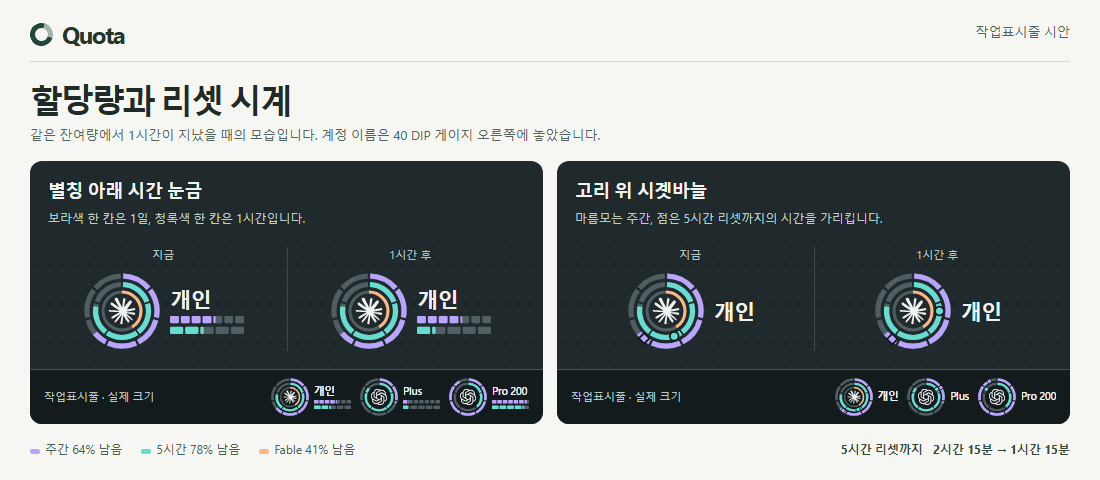 Quota
작업표시줄 시안
할당량과 리셋 시계
같은 잔여량에서 1시간이 지났을 때의 모습입니다. 계정 이름은 40 DIP 게이지 오른쪽에 놓았습니다.
별칭 아래 시간 눈금
보라색 한 칸은 1일, 청록색 한 칸은 1시간입니다.
지금
1시간 후
개인
개인
작업표시줄 · 실제 크기
개인
Plus
Pro 200
고리 위 시곗바늘
마름모는 주간, 점은 5시간 리셋까지의 시간을 가리킵니다.
지금
1시간 후
개인
개인
작업표시줄 · 실제 크기
개인
Plus
Pro 200
주간 64% 남음
5시간 78% 남음
Fable 41% 남음
5시간 리셋까지 2시간 15분 → 1시간 15분